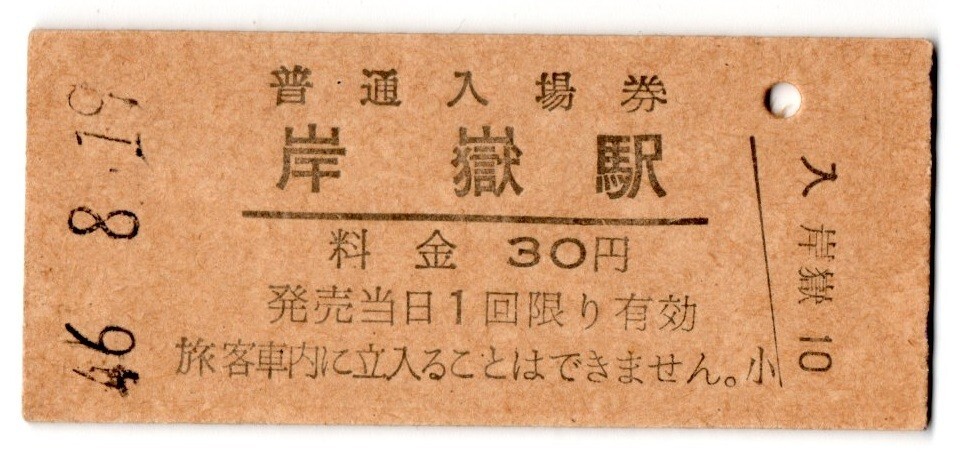 普通入場券
岸嶽駅
料金 30円
発売当日1回限り有効
旅客車内に立入ることはできません。
小
入 岸嶽 10
46 8.19